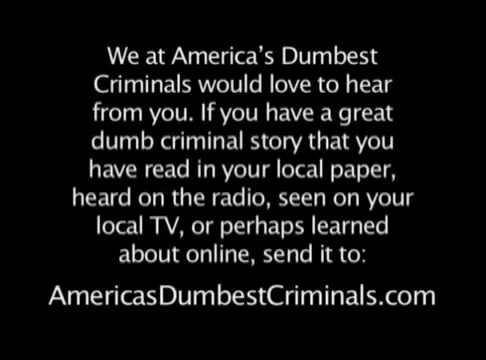 We at America's Dumbest
Criminals would love to hear
from you. If you have a great
dumb criminal story that you
have read in your local paper,
heard on the radio, seen on your
local TV, or perhaps learned
about online, send it to:
AmericasDumbestCriminals.com